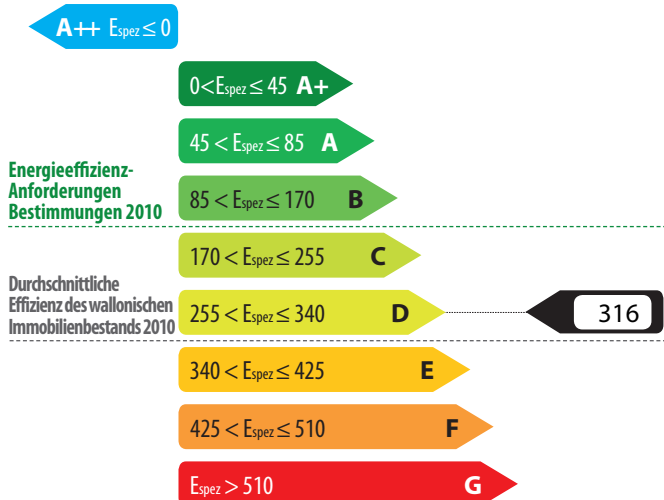 A++ Espez ≤ 0
0<Espez ≤ 45 A+
45 < Espez ≤ 85 A
Energieeffizienz-
Anforderungen
Bestimmungen 2010
85 < Espez ≤ 170 B
170 < Espez ≤ 255 C
Durchschnittliche
Effizienz des wallonischen
Immobilienbestands 2010
255 < Espez ≤ 340 D
316
340 < Espez ≤ 425 E
425 < Espez ≤ 510 F
Espez > 510 G